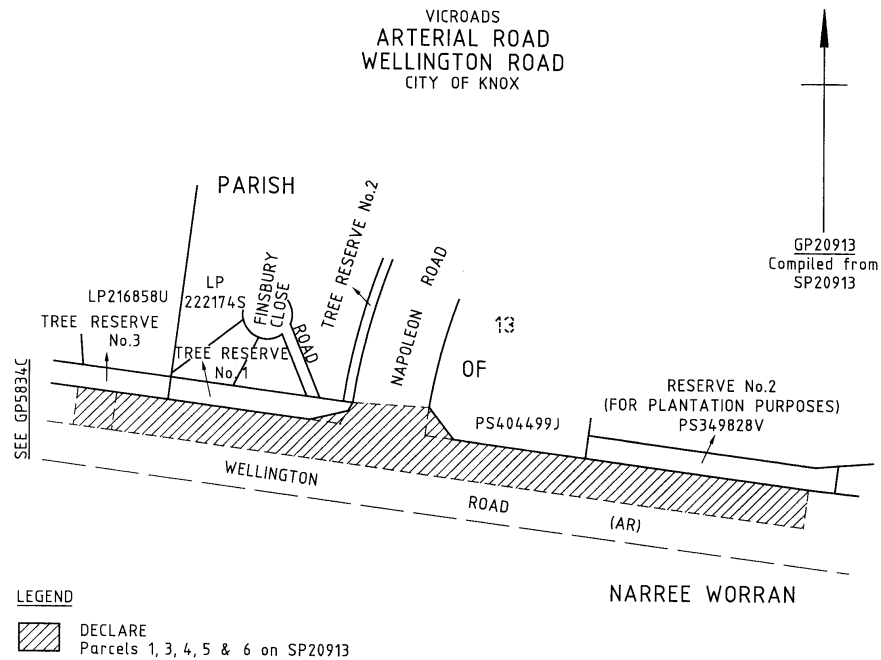 VICROADS
ARTERIAL ROAD
WELLINGTON ROAD
CITY OF KNOX
PARISH
TREE RESERVE No.2
GP20913
Compiled from
SP20913
LP216858U
LP
222174S
FINSBURY
CLOSE
ROAD
NAPOLEON ROAD
13
OF
TREE RESERVE
No.3
TREE RESERVE
No.1
SEE GP5834C
RESERVE No.2
(FOR PLANTATION PURPOSES)
PS349828V
PS404499J
WELLINGTON ROAD (AR)
NARREE WORRAN
LEGEND
DECLARE
Parcels 1, 3, 4, 5 & 6 on SP20913